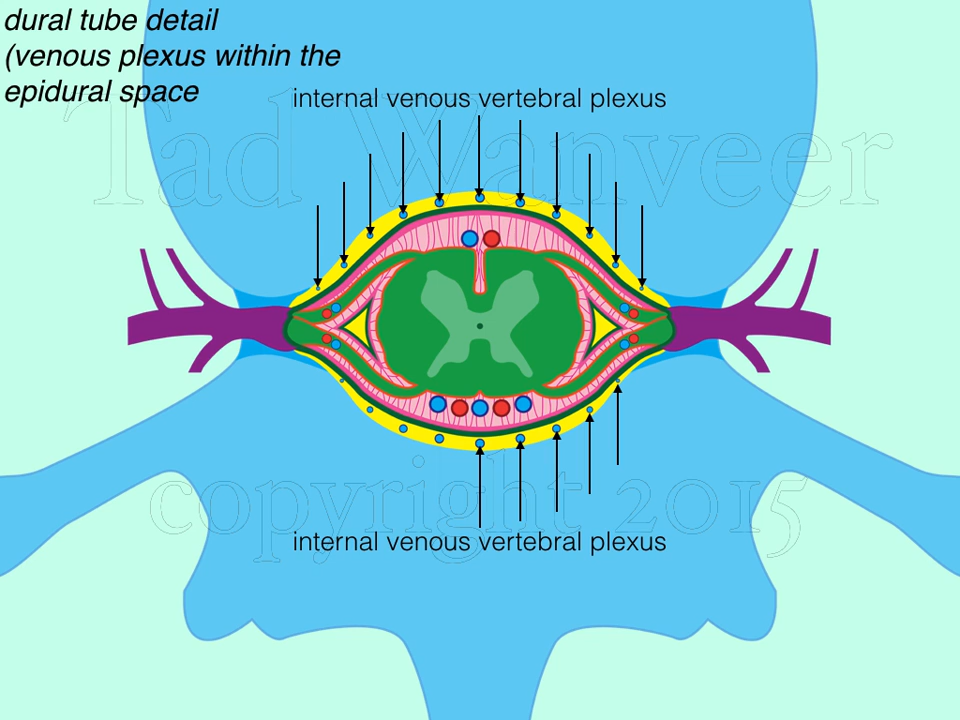 dural tube detail
(venous plexus within the
epidural space
internal venous vertebral plexus
Tad Wanveer
copyright 2015
internal venous vertebral plexus